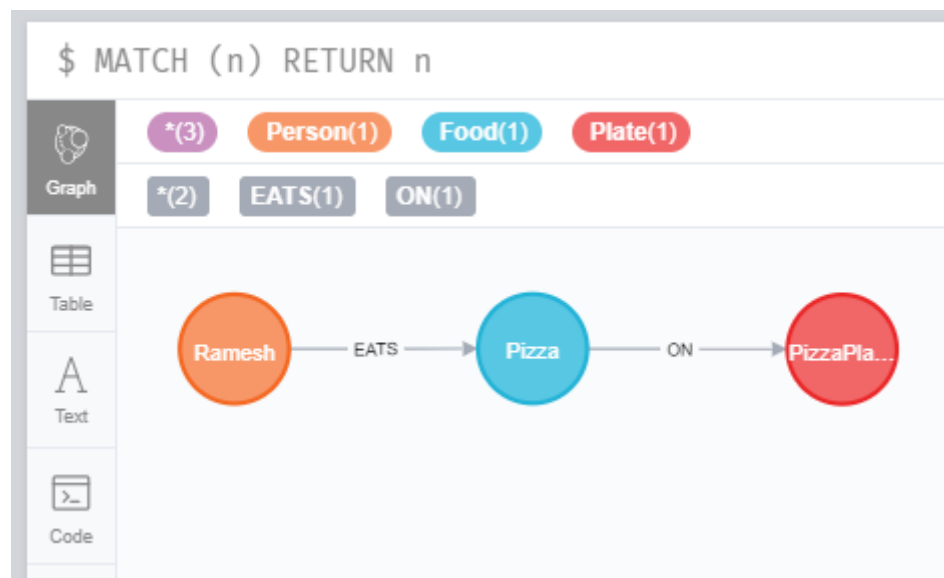 $ MATCH (n) RETURN n
*(3) Person(1) Food(1) Plate(1)
*(2) EATS(1) ON(1)
Graph
Table
Text
Code
Ramesh EATS Pizza ON PizzaPla...